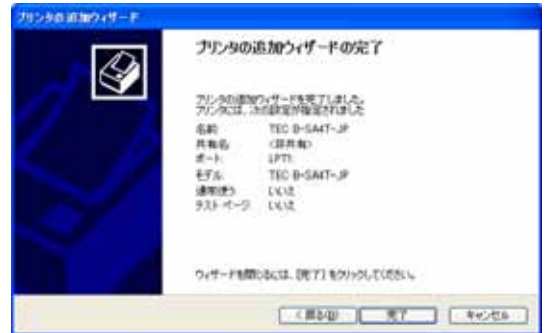 プリンタの追加ウィザード
プリンタの追加ウィザードの完了
プリンタの追加ウィザードを完了しました。
プリンタには、次の設定が指定されました
名前 TEC B-SA4T-JP
共有名 <非共有>
ポート LPT1:
モデル TEC B-SA4T-JP
通常使う いいえ
テスト ページ いいえ
ウィザードを閉じるには、[完了] をクリックしてください。
< 戻る(B) 完了 キャンセル